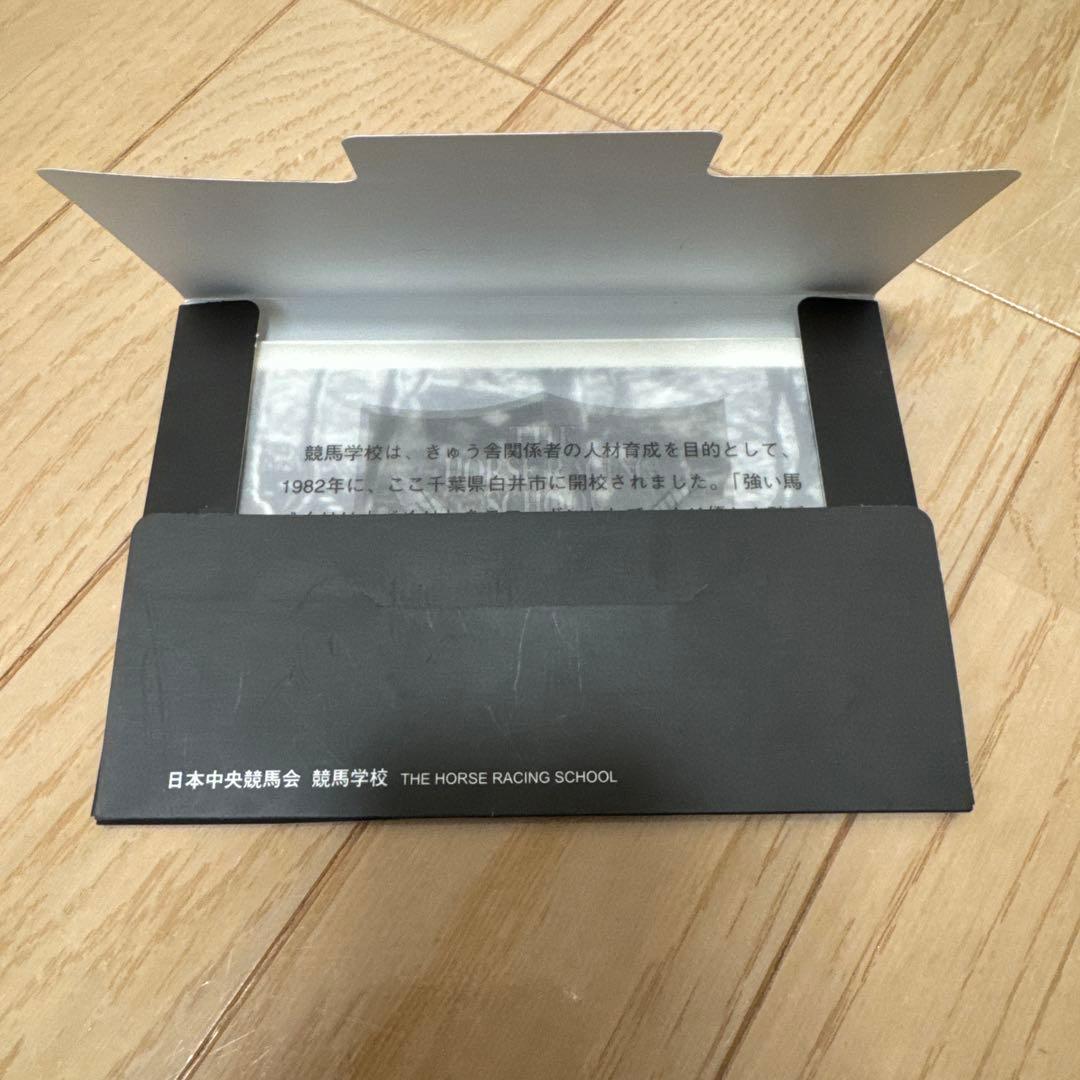 HORSE RACING
競馬学校は、きゅう舎関係者の人材育成を目的として、
1982年に、ここ千葉県白井市に開校されました。「強い馬
日本中央競馬会 競馬学校 THE HORSE RACING SCHOOL